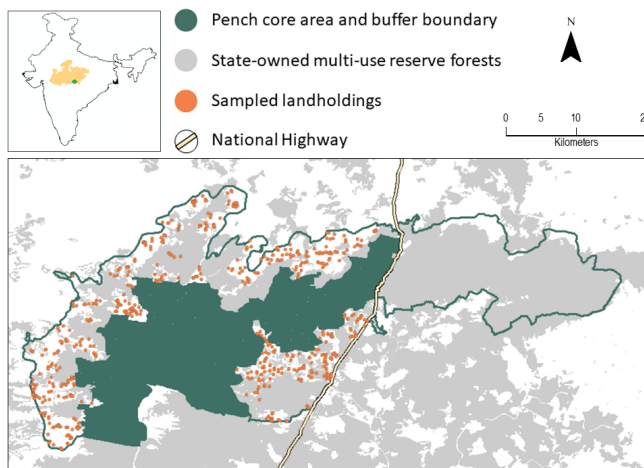 Pench core area and buffer boundary
State-owned multi-use reserve forests
Sampled landholdings
National Highway
N
0 5 10 2
Kilometers